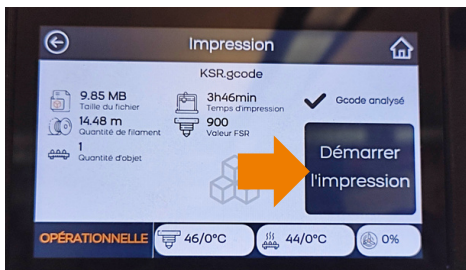 Impression
KSR.gcode
9.85 MB
Taille du fichier
3h46min
Temps d'impression
Gcode analysé
14.48 m
Quantité de filament
900
Valeur FSR
1
Quantité d'objet
Démarrer
l'impression
OPÉRATIONNELLE
46/0°C
44/0°C
0%